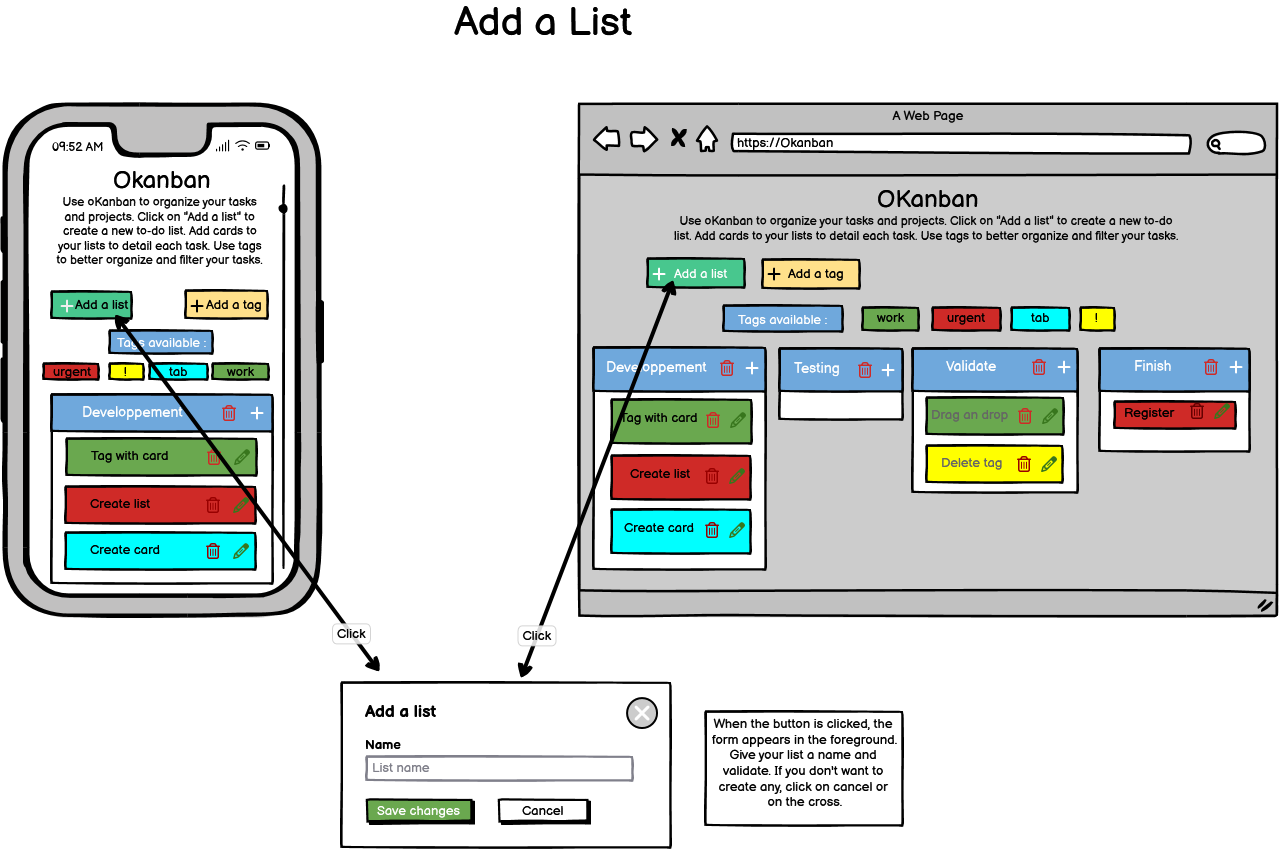 Add a List
09:52 AM
Okanban
Use oKanban to organize your tasks
and projects. Click on "Add a list" to
create a new to-do list. Add cards to
your lists to detail each task. Use tags
to better organize and filter your tasks.
Add a list
Add a tag
Tags available :
urgent
!
tab
work
Developpement
Tag with card
Create list
Create card
A Web Page
https://Okanban
OKanban
Use oKanban to organize your tasks and projects. Click on "Add a list" to create a new to-do
list. Add cards to your lists to detail each task. Use tags to better organize and filter your tasks.
Add a list
Add a tag
Tags available :
work
urgent
tab
!
Developpement
Tag with card
Create list
Create card
Testing
Validate
Drag an drop
Delete tag
Finish
Register
Click
Click
Add a list
Name
List name
Save changes
Cancel
When the button is clicked, the
form appears in the foreground.
Give your list a name and
validate. If you don't want to
create any, click on cancel or
on the cross.